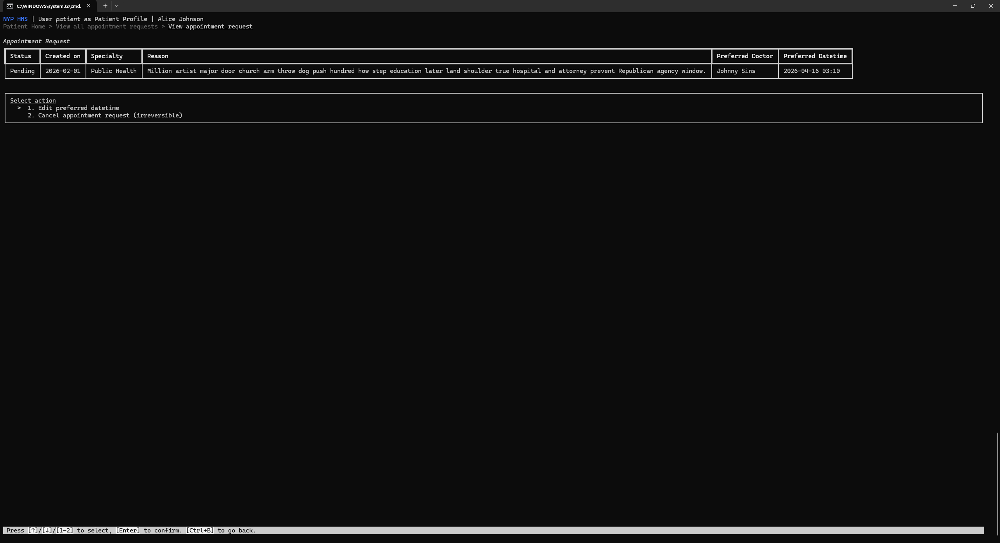 C:\WINDOWS\system32\cmd.
NYP HMS | User patient as Patient Profile | Alice Johnson
Patient Home > View all appointment requests > View appointment request
Appointment Request
Status Created on Specialty Reason Preferred Doctor Preferred Datetime
Pending 2026-02-01 Public Health Million artist major door church arm throw dog push hundred how step education later land shoulder true hospital and attorney prevent Republican agency window. Johnny Sins 2026-04-16 03:10
Select action
> 1. Edit preferred datetime
2. Cancel appointment request (irreversible)
Press [↑]/[↓]/[1-2] to select, [Enter] to confirm. [Ctrl+B] to go back.